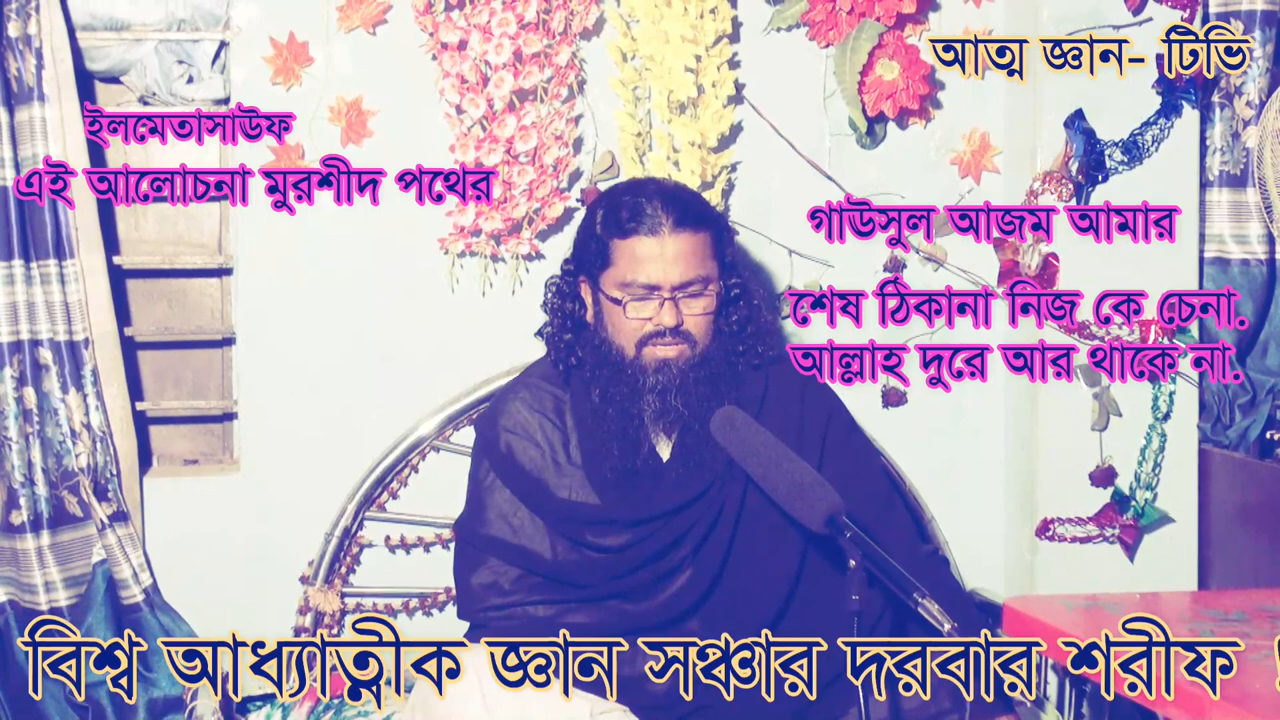 আত্ম জ্ঞান- টিভি
ইলমেতাসাউফ
এই আলোচনা মুরশীদ পথের
গাউসুল আজম আমার
শেষ ঠিকানা নিজ কে চেনা.
আল্লাহ দুরে আর থাকে না.
বিশ্ব আধ্যাত্নীক জ্ঞান সঞ্চার দরবার শরীফ